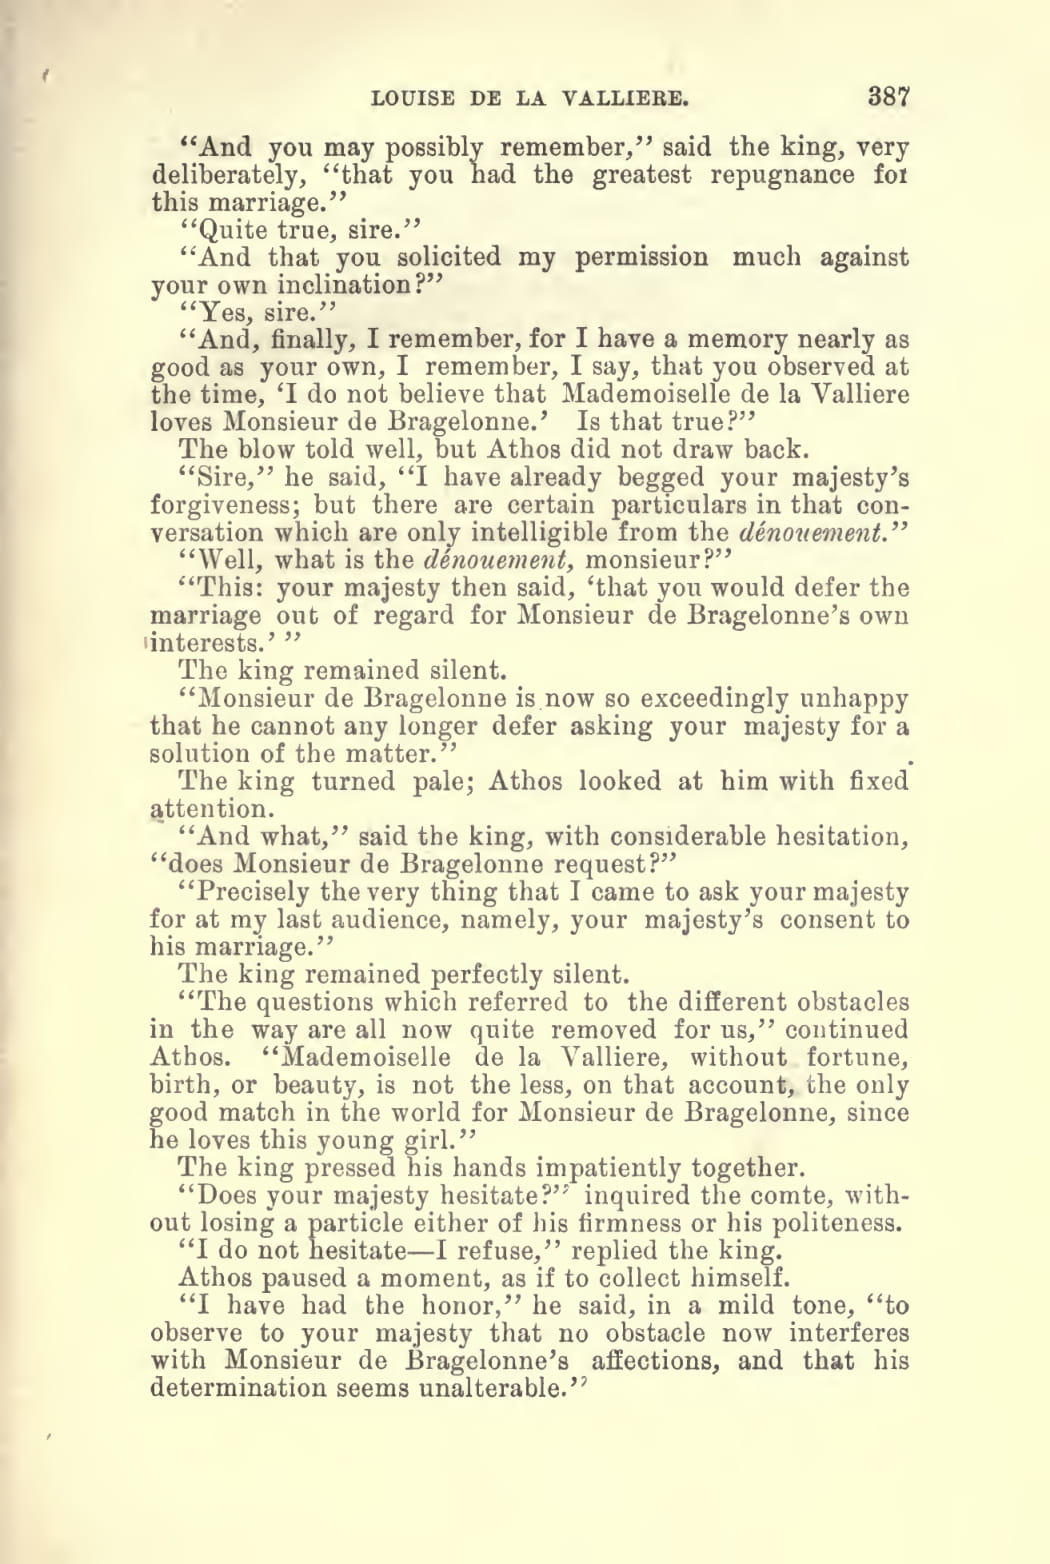 LOUISE DE LA VALLIERE. 387
“And you may possibly remember,” said the king, very
deliberately, “that you had the greatest repugnance for
this marriage.”
“Quite true, sire.”
“And that you solicited my permission much against
your own inclination?”
“Yes, sire.”
“And, finally, I remember, for I have a memory nearly as
good as your own, I remember, I say, that you observed at
the time, ‘I do not believe that Mademoiselle de la Valliere
loves Monsieur de Bragelonne.’ Is that true?”
The blow told well, but Athos did not draw back.
“Sire,” he said, “I have already begged your majesty’s
forgiveness; but there are certain particulars in that con-
versation which are only intelligible from the dénouement.”
“Well, what is the dénouement, monsieur?”
“This: your majesty then said, ‘that you would defer the
marriage out of regard for Monsieur de Bragelonne’s own
interests.’ ”
The king remained silent.
“Monsieur de Bragelonne is now so exceedingly unhappy
that he cannot any longer defer asking your majesty for a
solution of the matter.”
The king turned pale; Athos looked at him with fixed
attention.
“And what,” said the king, with considerable hesitation,
“does Monsieur de Bragelonne request?”
“Precisely the very thing that I came to ask your majesty
for at my last audience, namely, your majesty’s consent to
his marriage.”
The king remained perfectly silent.
“The questions which referred to the different obstacles
in the way are all now quite removed for us,” continued
Athos. “Mademoiselle de la Valliere, without fortune,
birth, or beauty, is not the less, on that account, the only
good match in the world for Monsieur de Bragelonne, since
he loves this young girl.”
The king pressed his hands impatiently together.
“Does your majesty hesitate?” inquired the comte, with-
out losing a particle either of his firmness or his politeness.
“I do not hesitate—I refuse,” replied the king.
Athos paused a moment, as if to collect himself.
“I have had the honor,” he said, in a mild tone, “to
observe to your majesty that no obstacle now interferes
with Monsieur de Bragelonne’s affections, and that his
determination seems unalterable.”